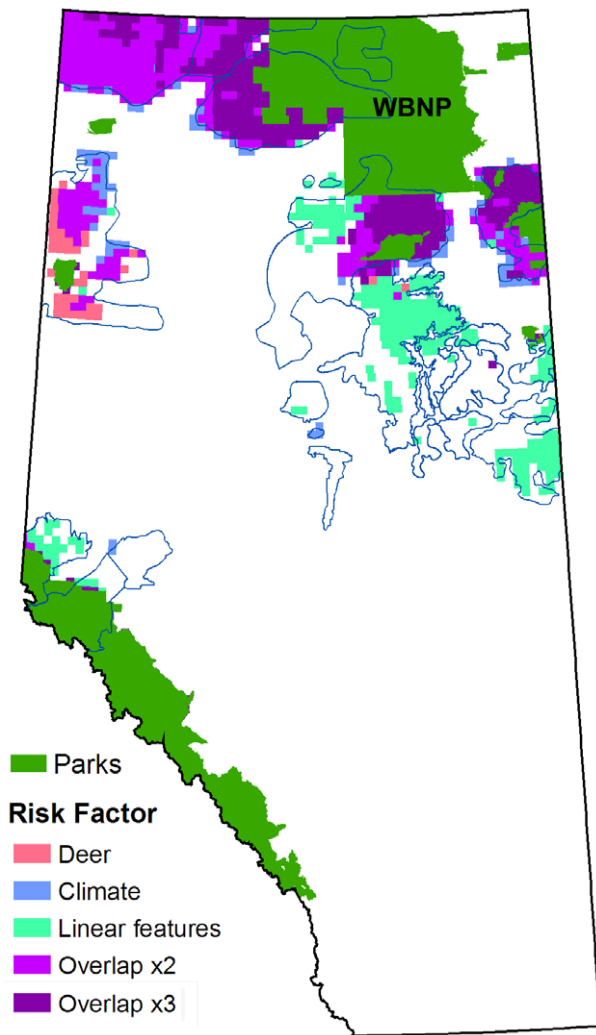 WBNP
Parks
Risk Factor
Deer
Climate
Linear features
Overlap x2
Overlap x3